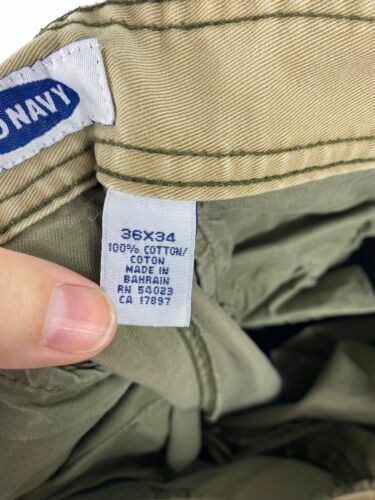 D NAVY
36X34
100% COTTON/
COTON
MADE IN
BAHRAIN
RN 54023
CA 17897